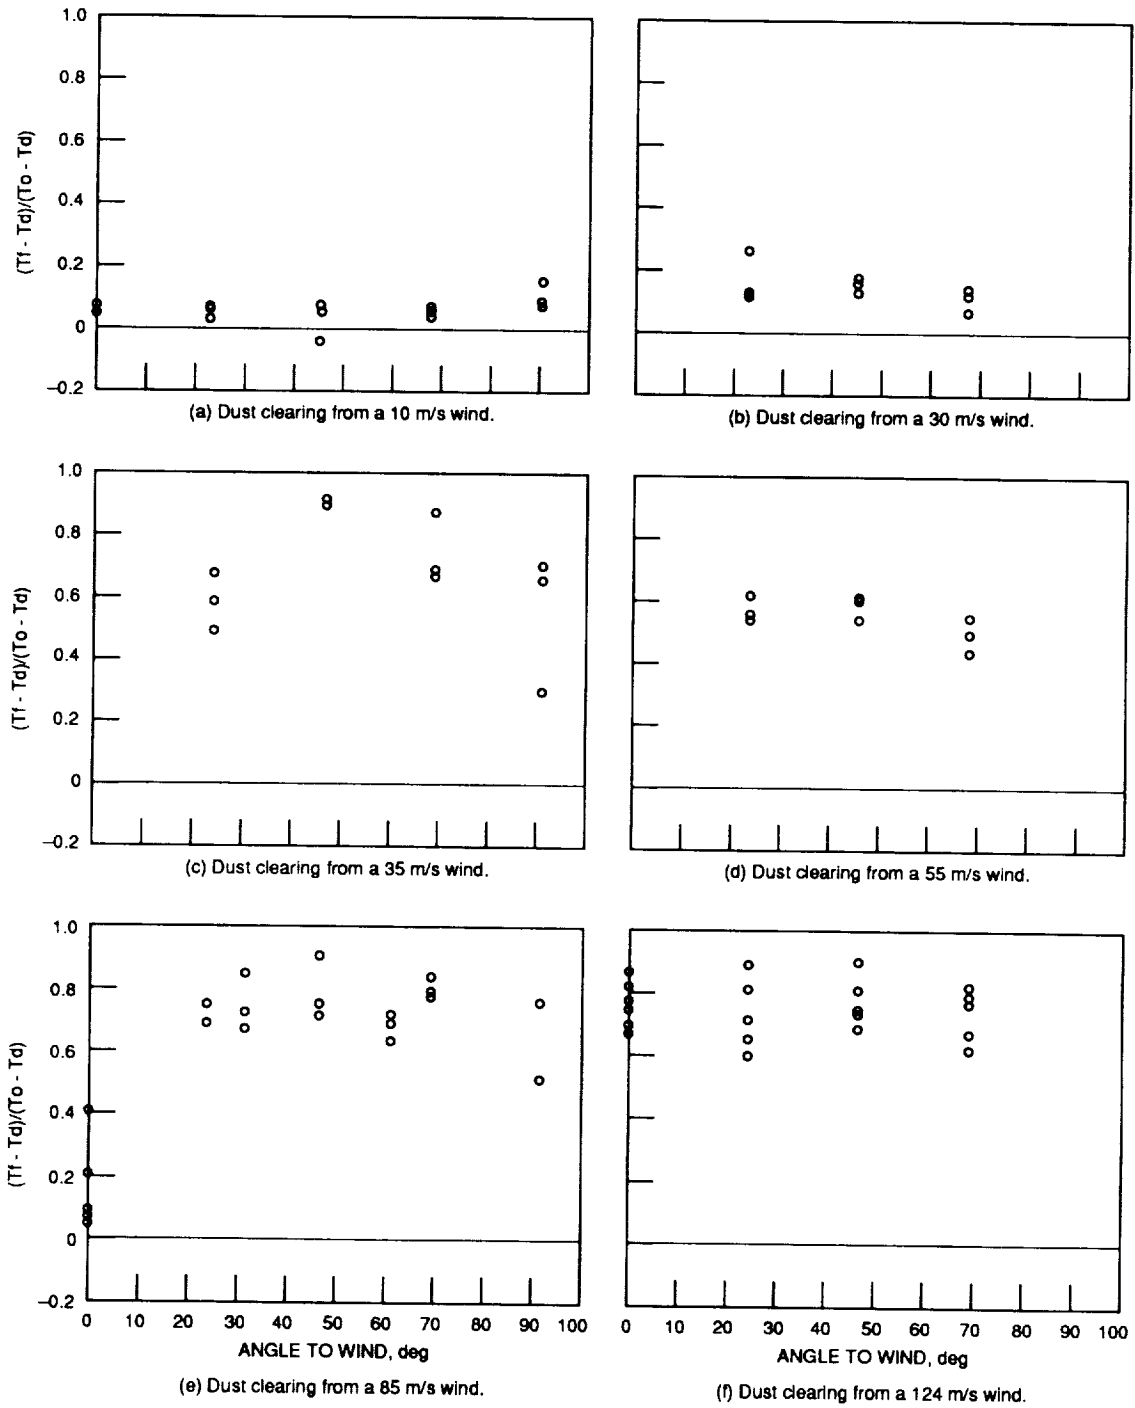 1.0
0.8
0.6
0.4
0.2
0
−0.2
(Tf - Td)/(To - Td)
(a) Dust clearing from a 10 m/s wind.
(b) Dust clearing from a 30 m/s wind.
1.0
0.8
0.6
0.4
0.2
0
−0.2
(Tf - Td)/(To - Td)
(c) Dust clearing from a 35 m/s wind.
(d) Dust clearing from a 55 m/s wind.
1.0
0.8
0.6
0.4
0.2
0
−0.2
(Tf - Td)/(To - Td)
0 10 20 30 40 50 60 70 80 90 100
ANGLE TO WIND, deg
(e) Dust clearing from a 85 m/s wind.
0 10 20 30 40 50 60 70 80 90 100
ANGLE TO WIND, deg
(f) Dust clearing from a 124 m/s wind.